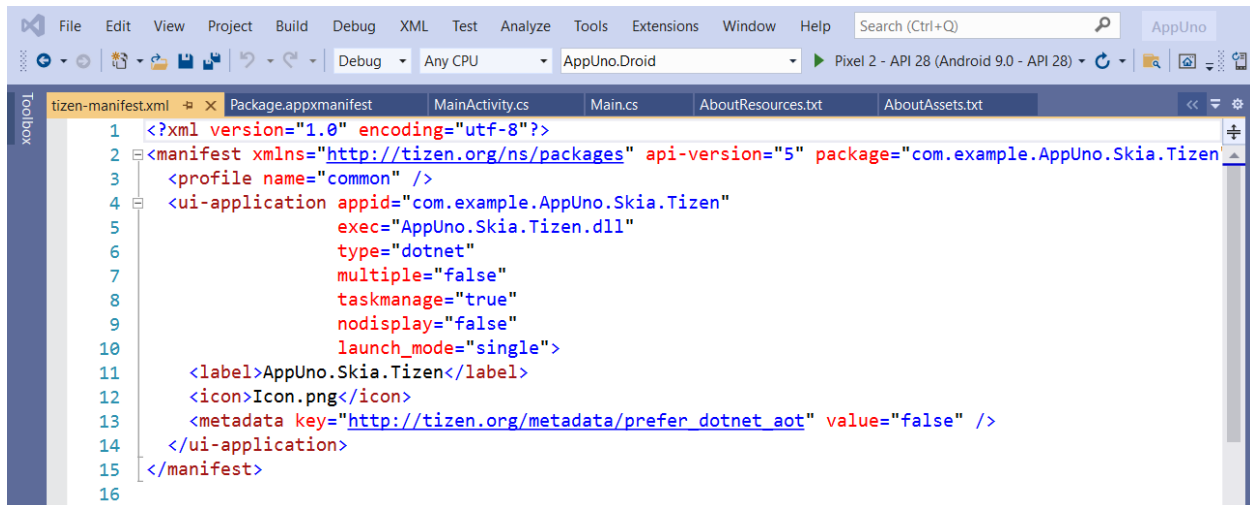 File Edit View Project Build Debug XML Test Analyze Tools Extensions Window Help Search (Ctrl+Q) AppUno
Debug Any CPU AppUno.Droid Pixel 2 - API 28 (Android 9.0 - API 28)
Toolbox
tizen-manifest.xml Package.appxmanifest MainActivity.cs Main.cs AboutResources.txt AboutAssets.txt
1 <?xml version="1.0" encoding="utf-8"?>
2 <manifest xmlns="http://tizen.org/ns/packages" api-version="5" package="com.example.AppUno.Skia.Tizen"
3 <profile name="common" />
4 <ui-application appid="com.example.AppUno.Skia.Tizen"
5 exec="AppUno.Skia.Tizen.dll"
6 type="dotnet"
7 multiple="false"
8 taskmanage="true"
9 nodisplay="false"
10 launch_mode="single">
11 <label>AppUno.Skia.Tizen</label>
12 <icon>Icon.png</icon>
13 <metadata key="http://tizen.org/metadata/prefer_dotnet_aot" value="false" />
14 </ui-application>
15 </manifest>
16